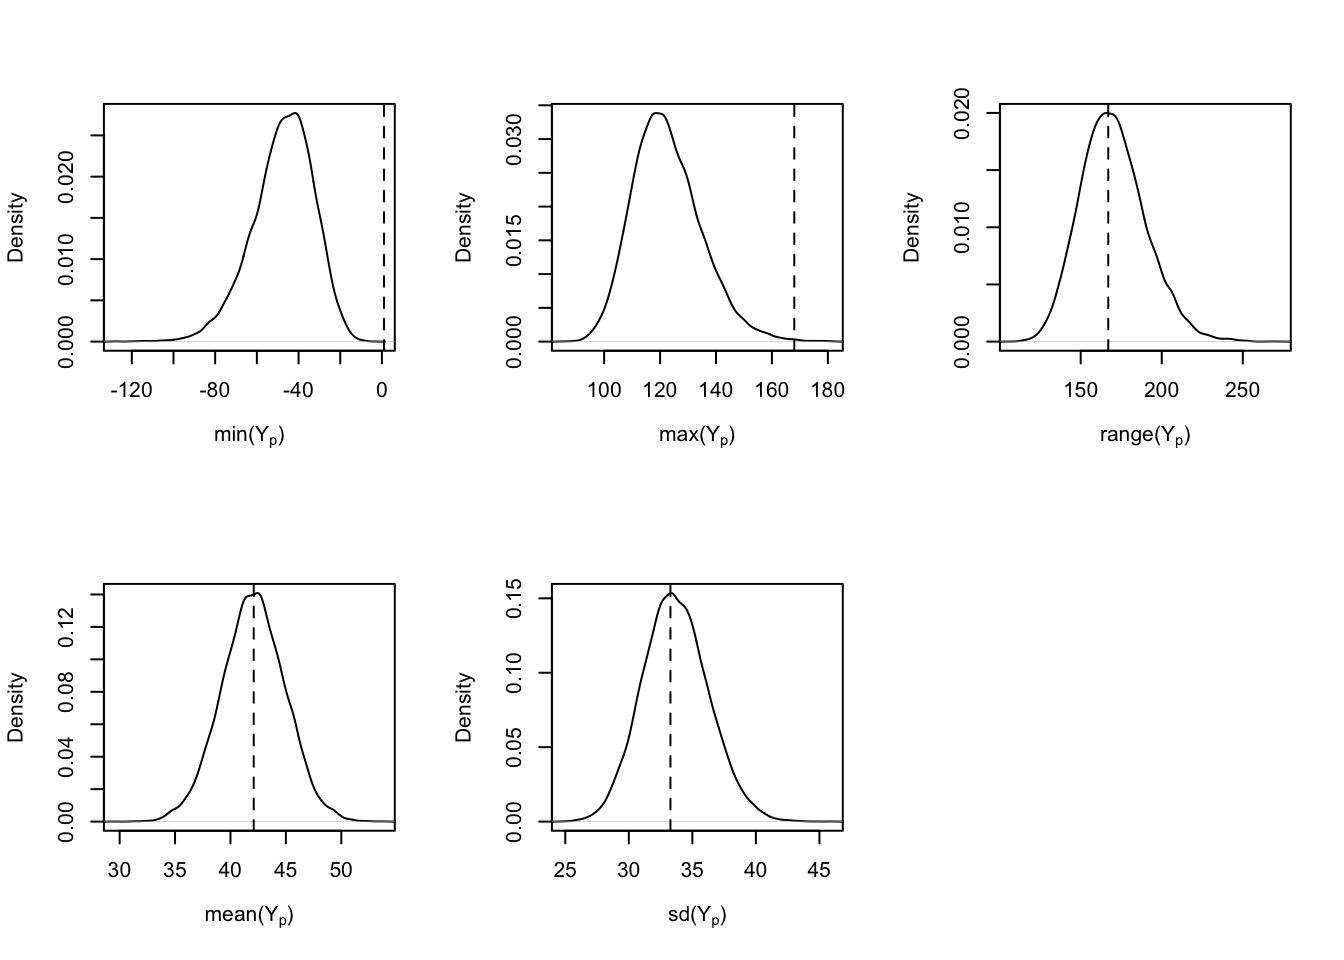 Density
0.000 0.010 0.020
-120 -80 -40 0
min(Yp)
Density
0.000 0.015 0.030
100 120 140 160 180
max(Yp)
Density
0.000 0.010 0.020
150 200 250
range(Yp)
Density
0.00 0.04 0.08 0.12
30 35 40 45 50
mean(Yp)
Density
0.00 0.05 0.10 0.15
25 30 35 40 45
sd(Yp)